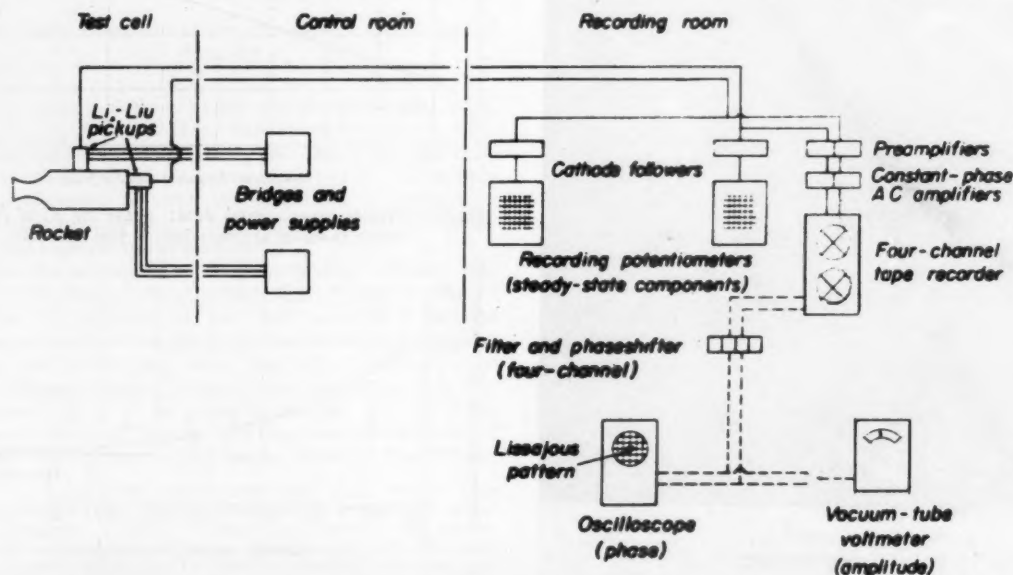 Test cell
Control room
Recording room
Li - Liu
pickups
Rocket
Bridges and
power supplies
Cathode followers
Preamplifiers
Constant-phase
AC amplifiers
Four-channel
tape recorder
Recording potentiometers
(steady-state components)
Filter and phaseshifter
(four-channel)
Lissajous
pattern
Oscilloscope
(phase)
Vacuum-tube
voltmeter
(amplitude)